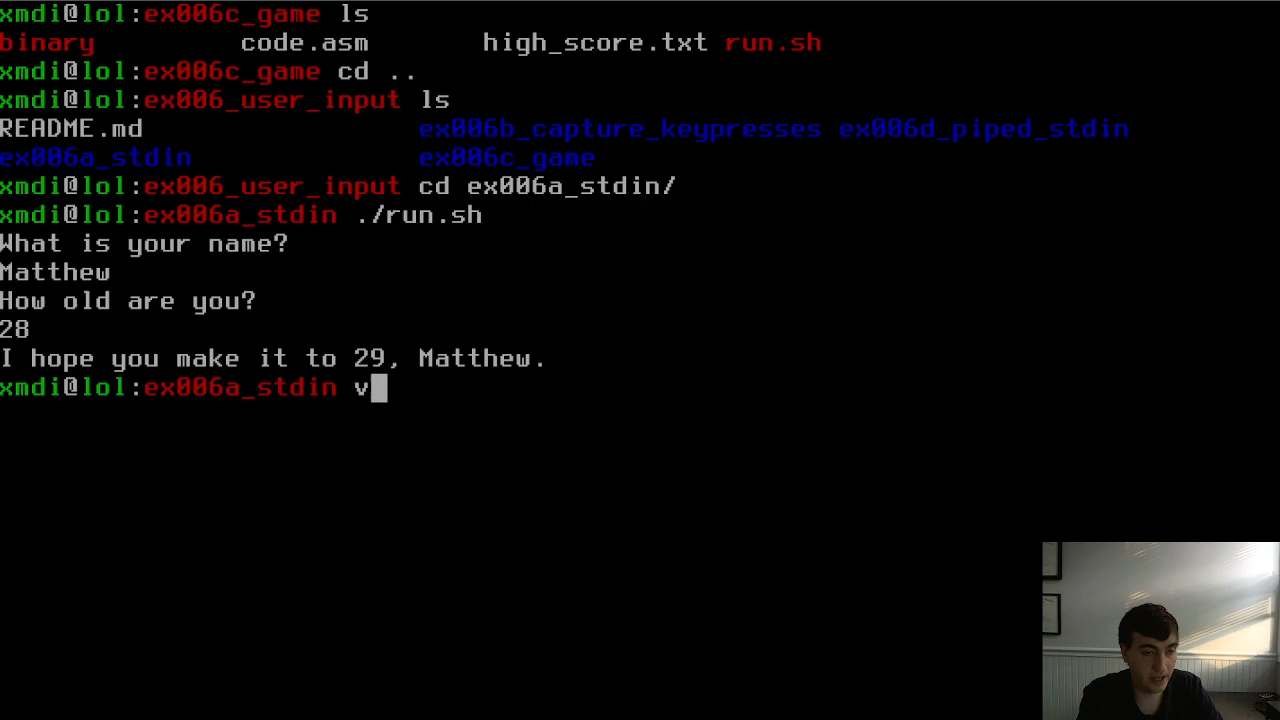 xmdi@lol:ex006c_game ls
binary code.asm high_score.txt run.sh
xmdi@lol:ex006c_game cd ..
xmdi@lol:ex006_user_input ls
README.md ex006b_capture_keypresses ex006d_piped_stdin
ex006a_stdin ex006c_game
xmdi@lol:ex006_user_input cd ex006a_stdin/
xmdi@lol:ex006a_stdin ./run.sh
What is your name?
Matthew
How old are you?
28
I hope you make it to 29, Matthew.
xmdi@lol:ex006a_stdin v